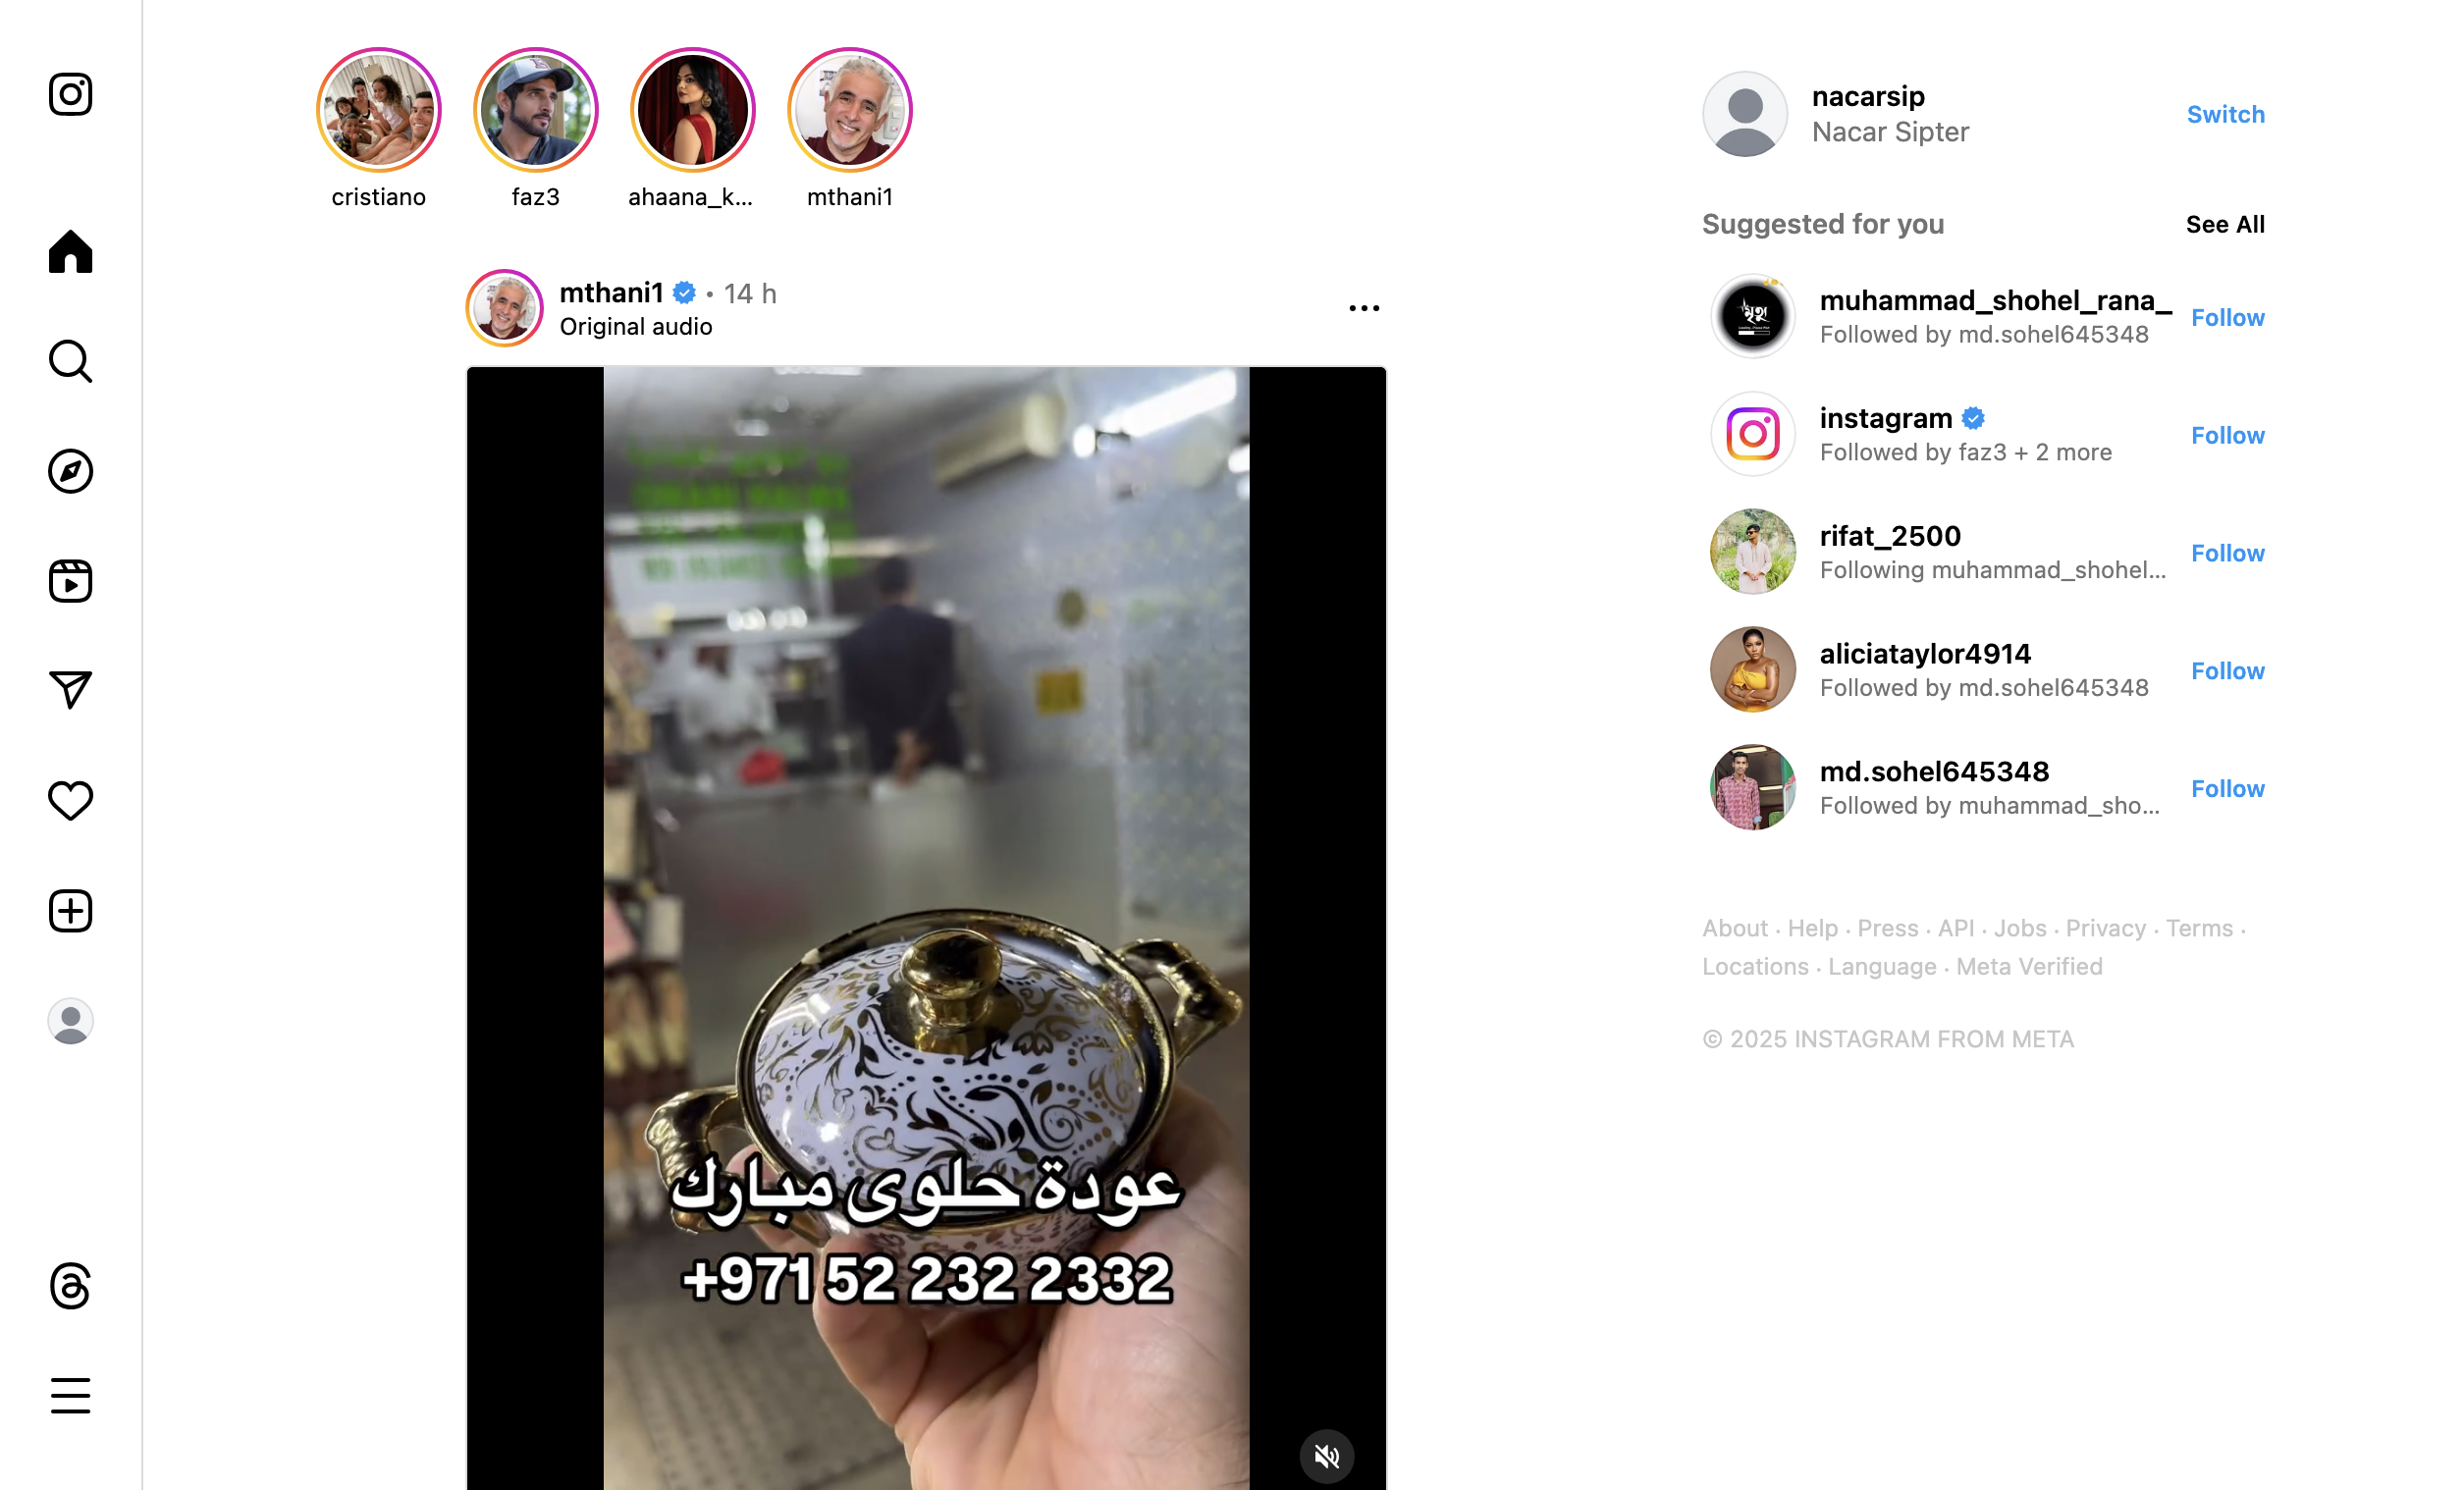 cristiano
faz3
ahaana_k...
mthani1
mthani1 • 14 h
Original audio
عودة حلوى مبارك
+971 52 232 2332
nacarsip
Nacar Sipter
Switch
Suggested for you
See All
muhammad_shohel_rana_
Followed by md.sohel645348
Follow
instagram
Followed by faz3 + 2 more
Follow
rifat_2500
Following muhammad_shohel...
Follow
aliciataylor4914
Followed by md.sohel645348
Follow
md.sohel645348
Followed by muhammad_sho...
Follow
About · Help · Press · API · Jobs · Privacy · Terms ·
Locations · Language · Meta Verified
© 2025 INSTAGRAM FROM META